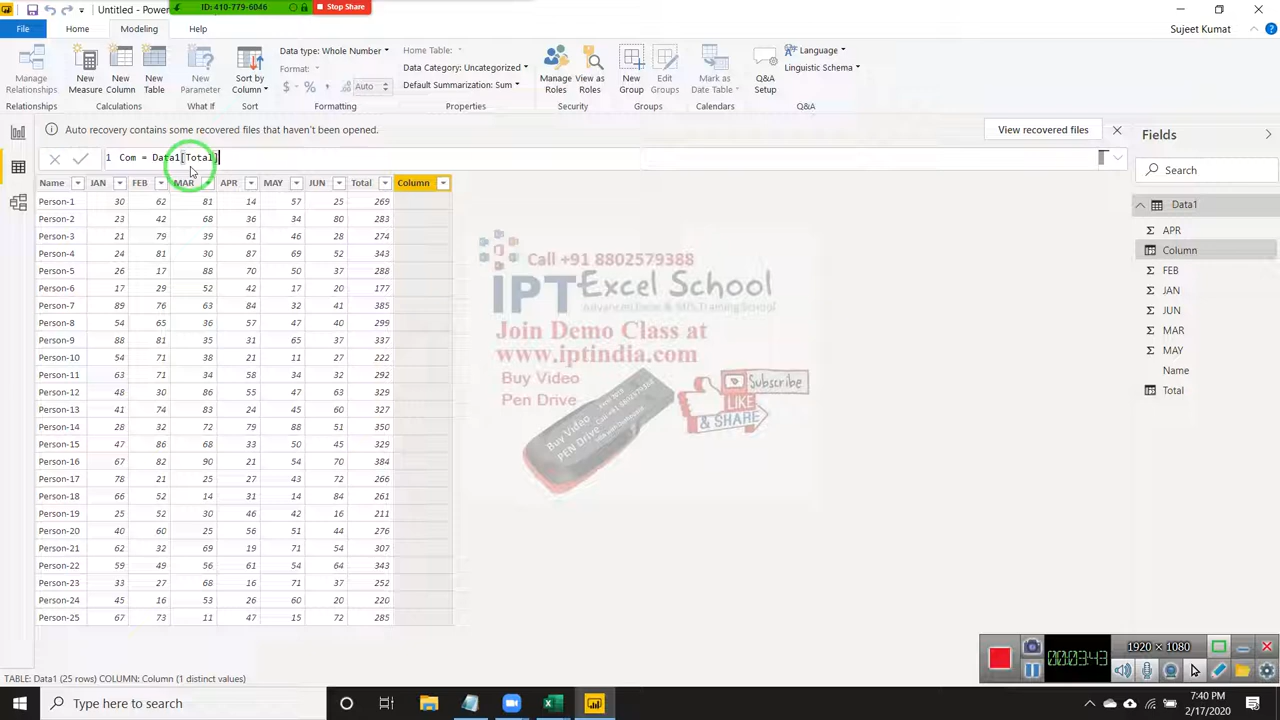 Untitled - Power
ID: 410-779-6046
Stop Share
File
Home
Modeling
Help
Sujeet Kumat
Manage Relationships
New Measure
New Column
New Table
New Parameter
Sort by Column
Data type: Whole Number
Format:
$ % , Auto
Home Table:
Data Category: Uncategorized
Default Summarization: Sum
Manage Roles
View as Roles
New Group
Edit Groups
Mark as Date Table
Q&A Setup
Language
Linguistic Schema
Relationships
Calculations
What If
Sort
Formatting
Properties
Security
Groups
Calendars
Q&A
Auto recovery contains some recovered files that haven't been opened.
View recovered files
1 Com = Data1[Total]
Name JAN FEB MAR APR MAY JUN Total Column
Person-1 30 62 81 14 57 25 269
Person-2 23 42 68 36 34 80 283
Person-3 21 79 39 61 46 28 274
Person-4 24 81 30 87 69 52 343
Person-5 26 17 88 70 50 37 288
Person-6 17 29 52 42 17 20 177
Person-7 89 76 63 84 32 41 385
Person-8 54 65 36 57 47 40 299
Person-9 88 81 35 31 65 37 337
Person-10 54 71 38 21 11 27 222
Person-11 63 71 34 58 34 32 292
Person-12 48 30 86 55 47 63 329
Person-13 41 74 83 24 45 60 327
Person-14 28 32 72 79 88 51 350
Person-15 47 86 68 33 50 45 329
Person-16 67 82 90 21 54 70 384
Person-17 78 21 25 27 43 72 266
Person-18 66 52 14 31 14 84 261
Person-19 25 52 30 46 42 16 211
Person-20 40 60 25 56 51 44 276
Person-21 62 32 69 19 71 54 307
Person-22 59 49 56 61 54 64 343
Person-23 33 27 68 16 71 37 252
Person-24 45 16 53 26 60 20 220
Person-25 67 73 11 47 15 72 285
Call +91 8802579388
IPT Excel School
Join Demo Class at
www.iptindia.com
Buy Video
Pen Drive
Subscribe
LIKE
& SHARE
Buy Video
PEN Drive
Fields
Search
Data1
APR
Column
FEB
JAN
JUN
MAR
MAY
Name
Total
TABLE: Data1 (25 rows) COLUMN: Column (1 distinct values)
00:03:43
1920 × 1080
Type here to search
7:40 PM
2/17/2020